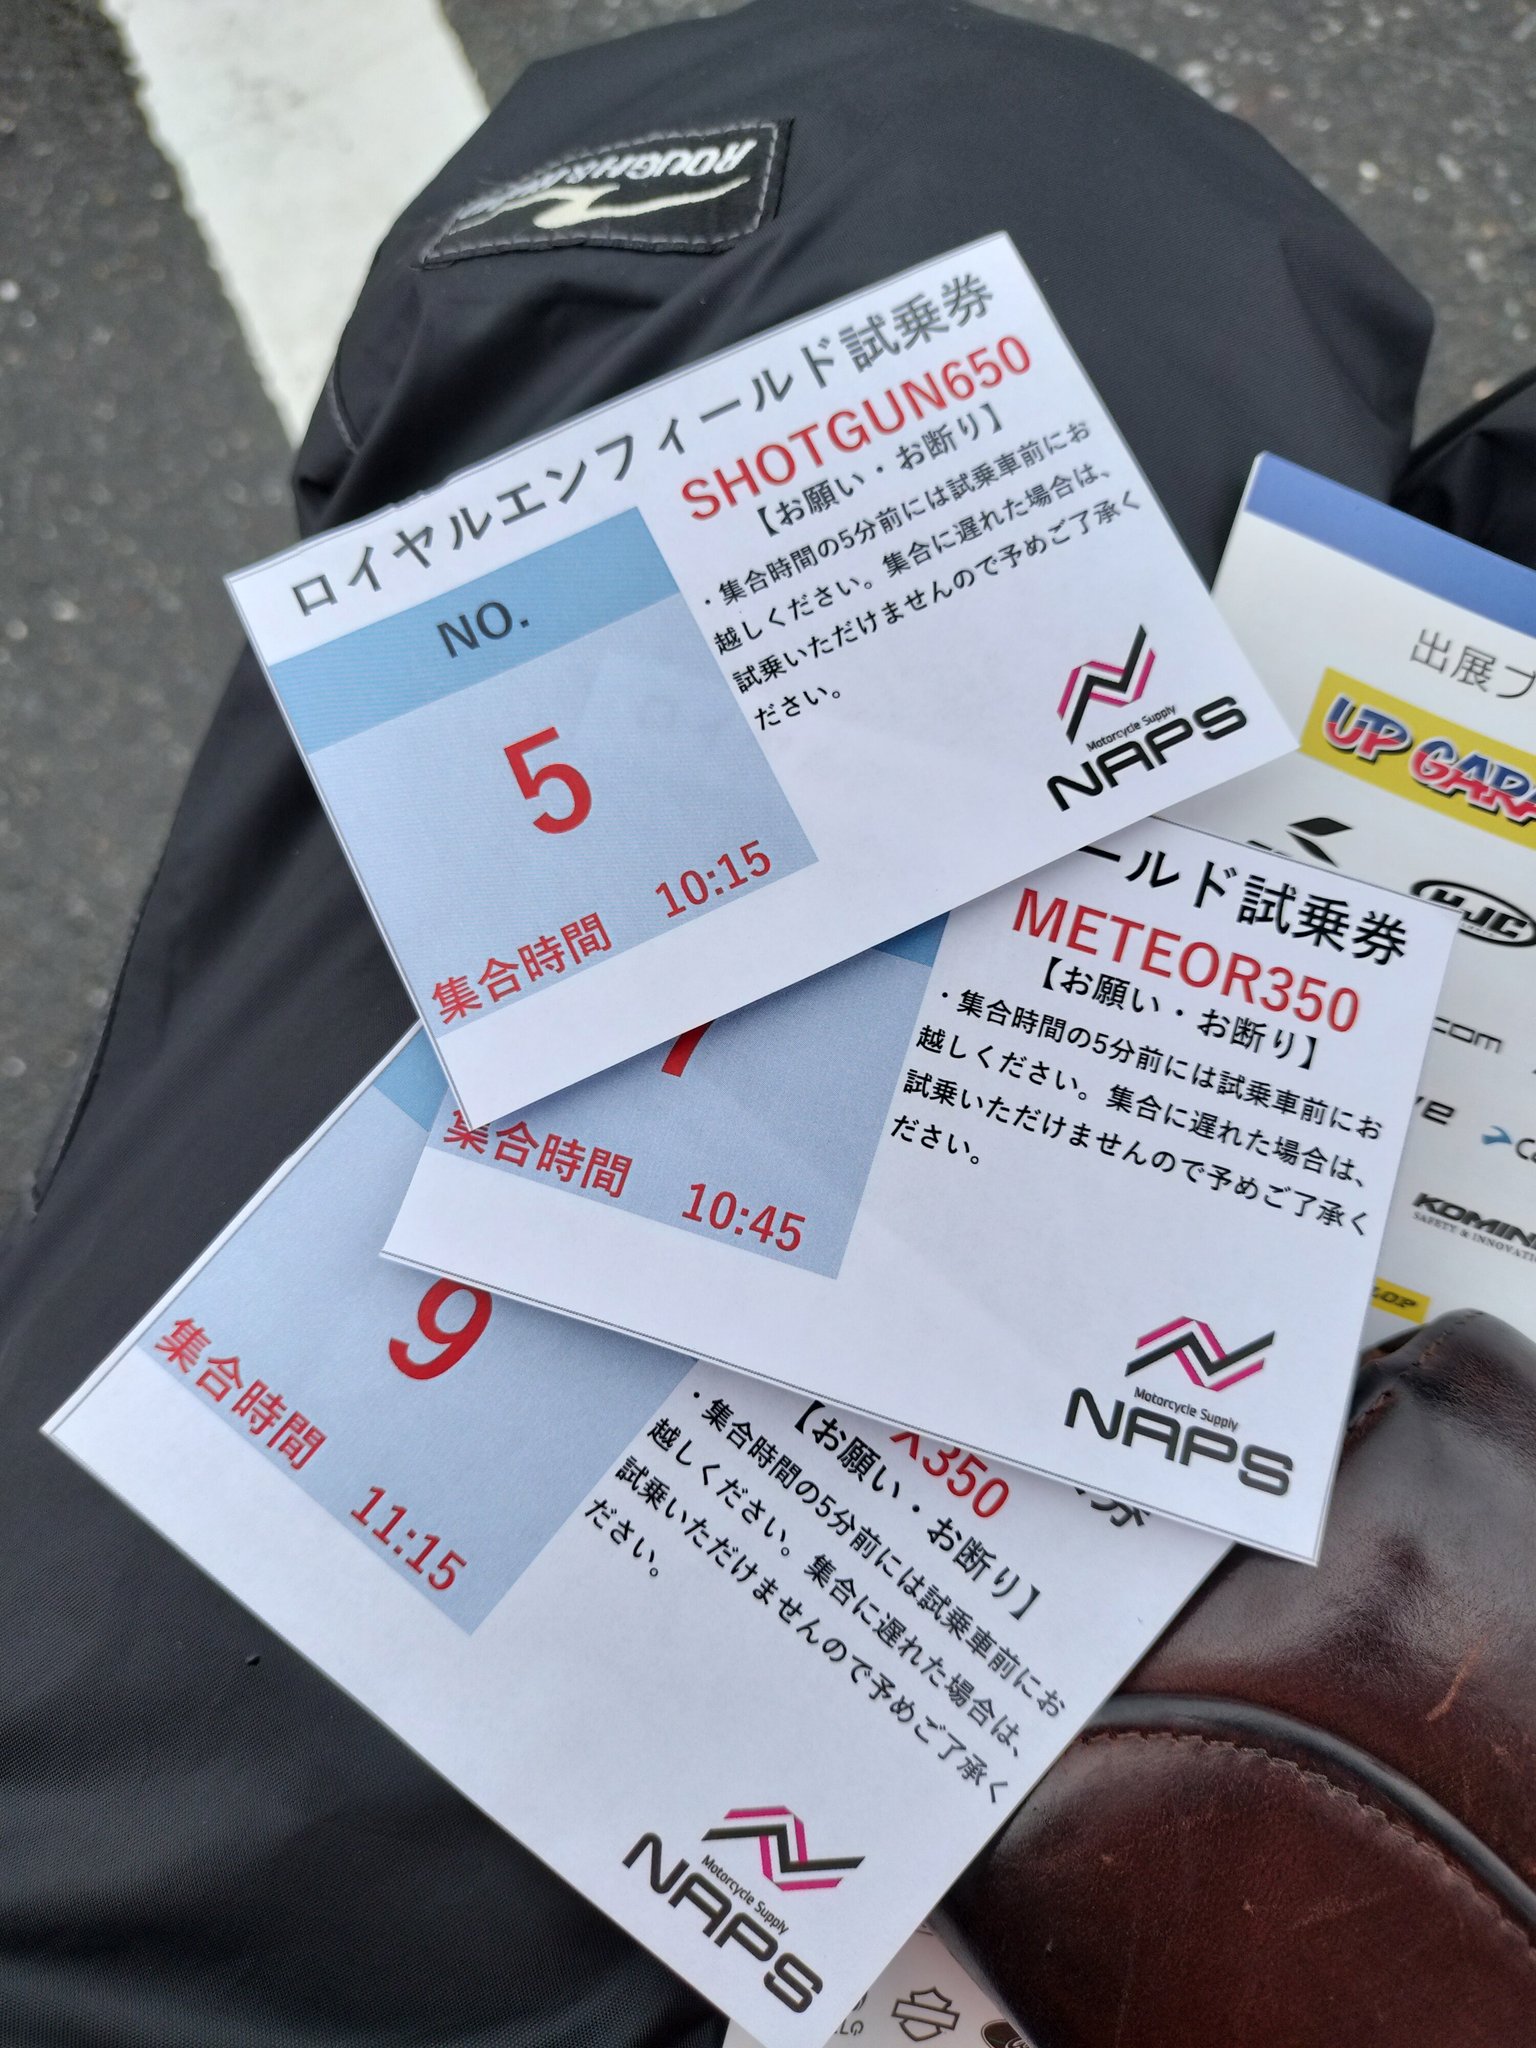 ROUGH&
ロイヤルエンフィールド試乗券
NO.
5
集合時間 10:15
SHOTGUN650
【お願い・お断り】
・集合時間の5分前には試乗車前にお
越しください。集合に遅れた場合は、
試乗いただけませんので予めご了承く
ださい。
Motorcycle Supply
NAPS
ールド試乗券
METEOR350
【お願い・お断り】
・集合時間の5分前には試乗車前にお
越しください。集合に遅れた場合は、
試乗いただけませんので予めご了承く
ださい。
7
集合時間 10:45
Motorcycle Supply
NAPS
9
集合時間 11:15
X350
【お願い・お断り】
・集合時間の5分前には試乗車前にお
越しください。集合に遅れた場合は、
試乗いただけませんので予めご了承く
ださい。
Motorcycle Supply
NAPS
出展ブ
UP GARA
HJC
com
KOMIN
SAFETY & INNOVATI